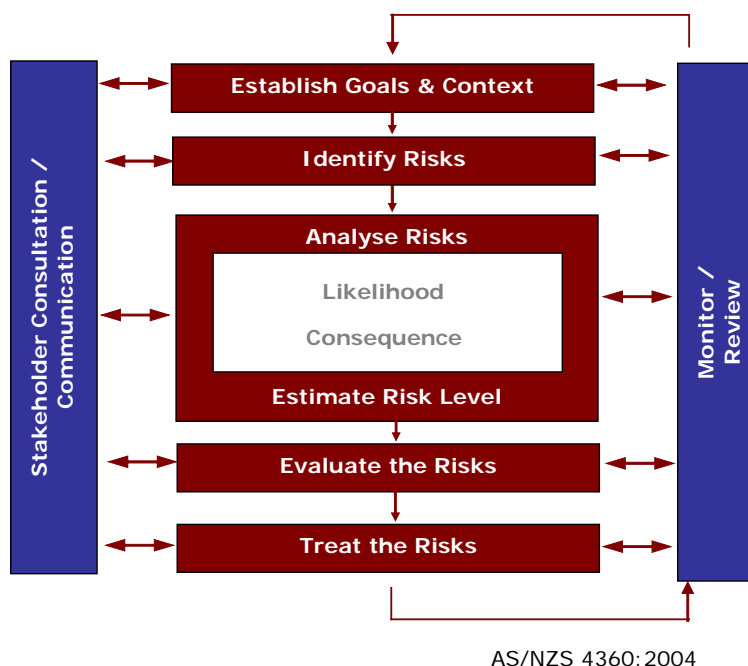 Establish Goals & Context
Identify Risks
Analyse Risks
Likelihood
Consequence
Estimate Risk Level
Evaluate the Risks
Treat the Risks
Stakeholder Consultation /
Communication
Monitor /
Review
AS/NZS 4360:2004